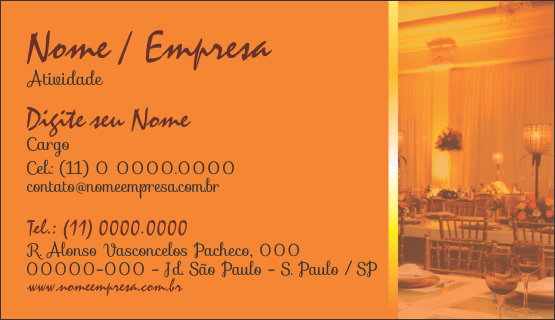 Nome / Empresa
Atividade
Digite seu Nome
Cargo
Cel.: (11) 0 0000.0000
contato@nomeempresa.com.br
Tel.: (11) 0000.0000
R. Alonso Vasconcelos Pacheco, 000
00000-000 - Jd. São Paulo - S. Paulo / SP
www.nomeempresa.com.br